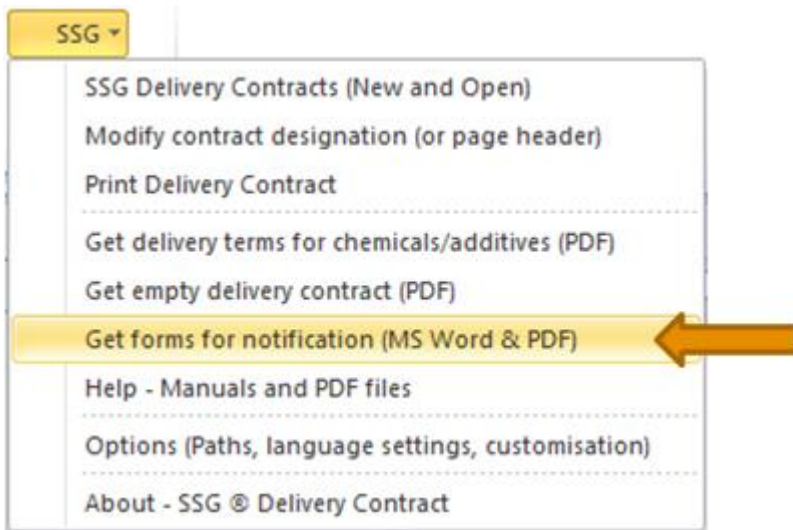 SSG
SSG Delivery Contracts (New and Open)
Modify contract designation (or page header)
Print Delivery Contract
Get delivery terms for chemicals/additives (PDF)
Get empty delivery contract (PDF)
Get forms for notification (MS Word & PDF)
Help - Manuals and PDF files
Options (Paths, language settings, customisation)
About - SSG ® Delivery Contract